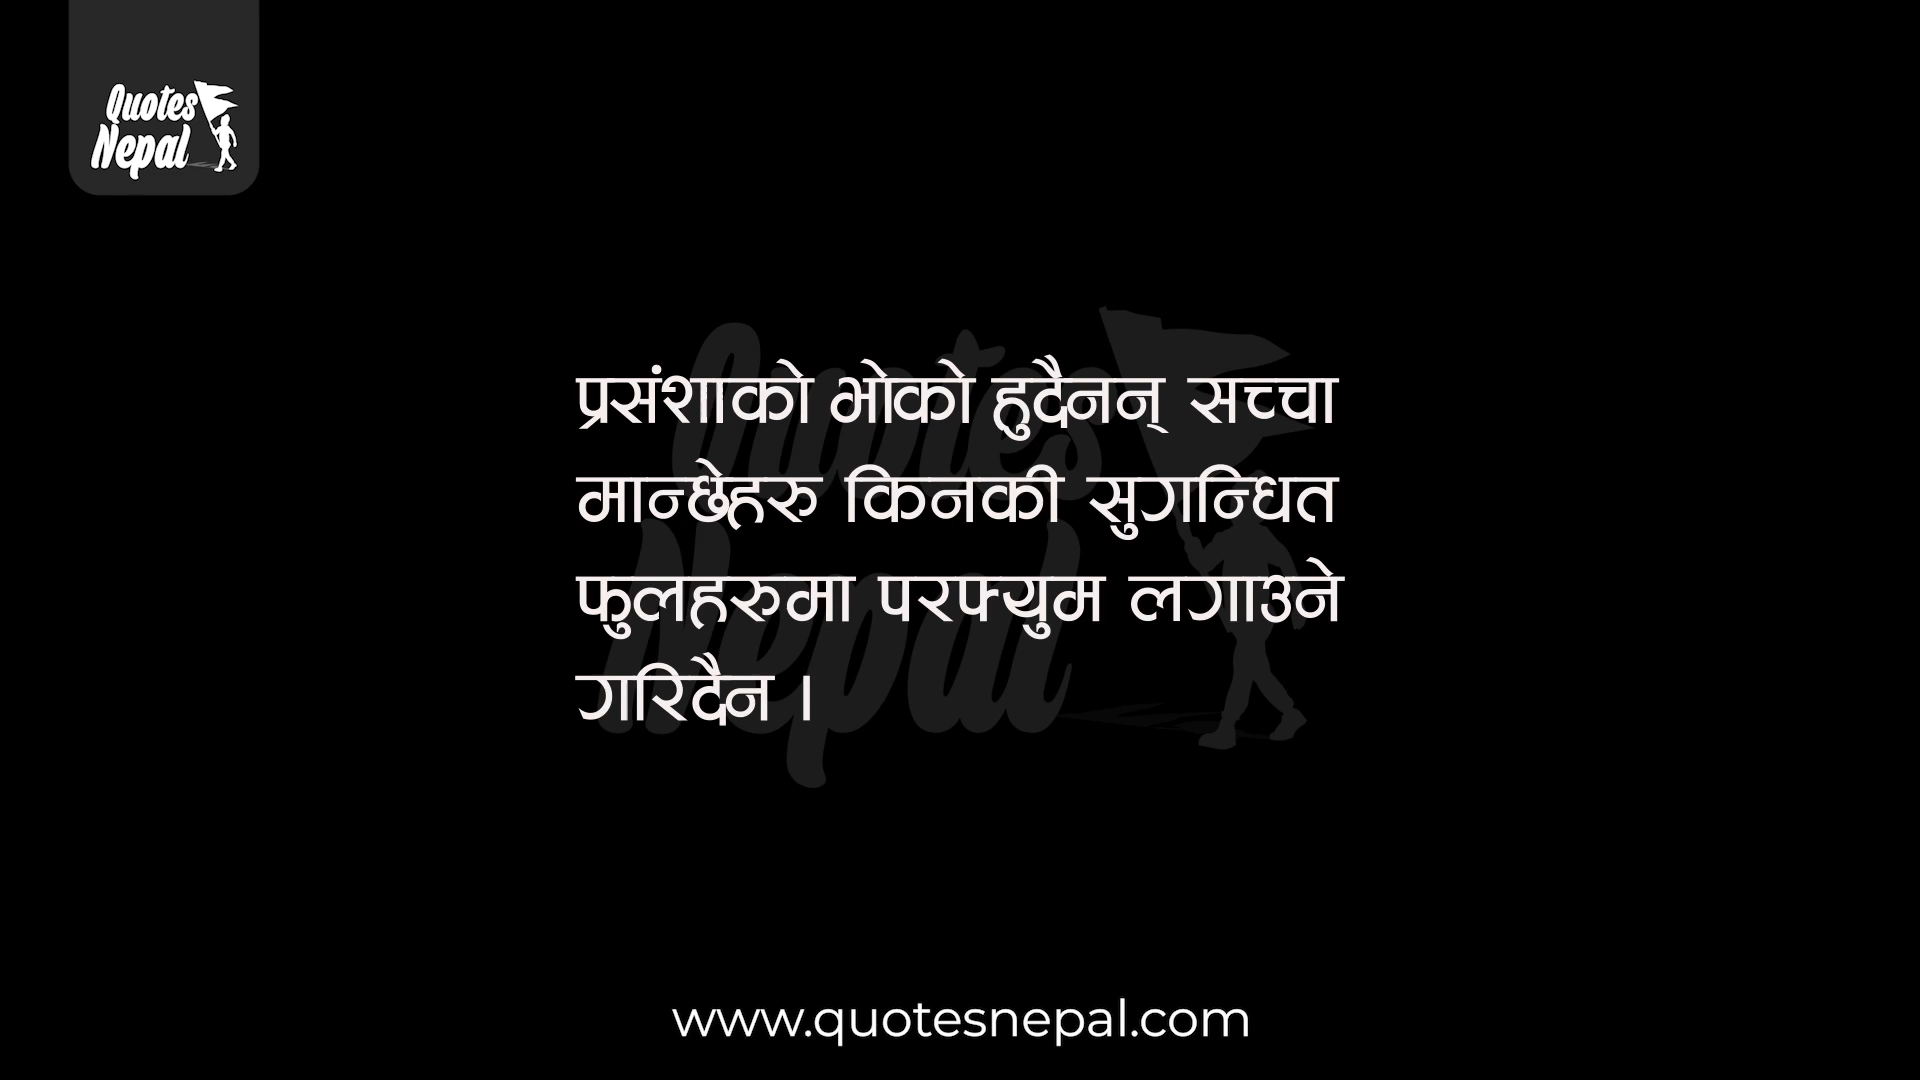 Quotes
Nepal
प्रसंशाको भोको हुदैनन् सच्चा
मान्छेहरु किनकी सुगन्धित
फुलहरुमा परफ्युम लगाउने
गरिदैन ।
www.quotesnepal.com